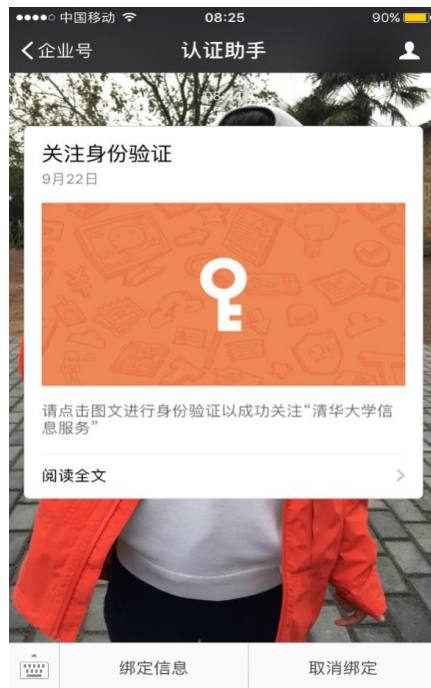 中国移动 08:25 90%
企业号 认证助手
关注身份验证
9月22日
请点击图文进行身份验证以成功关注“清华大学信
息服务”
阅读全文
绑定信息 取消绑定